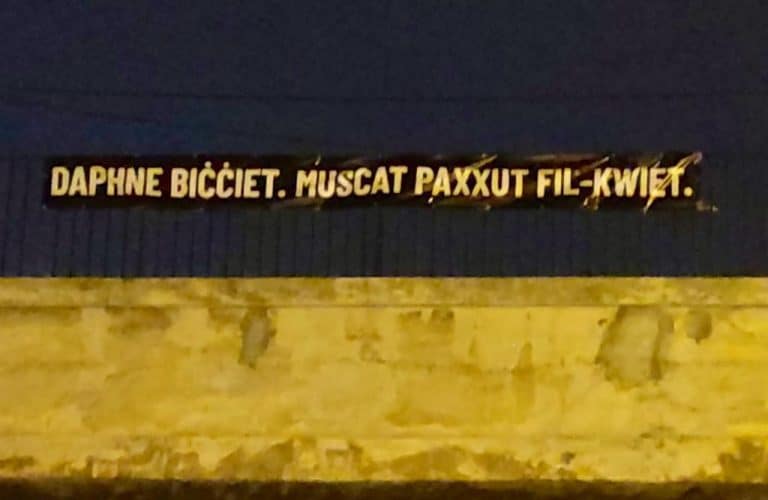 DAPHNE BIĊĊIET. MUSCAT PAXXUT FIL-KWIET.